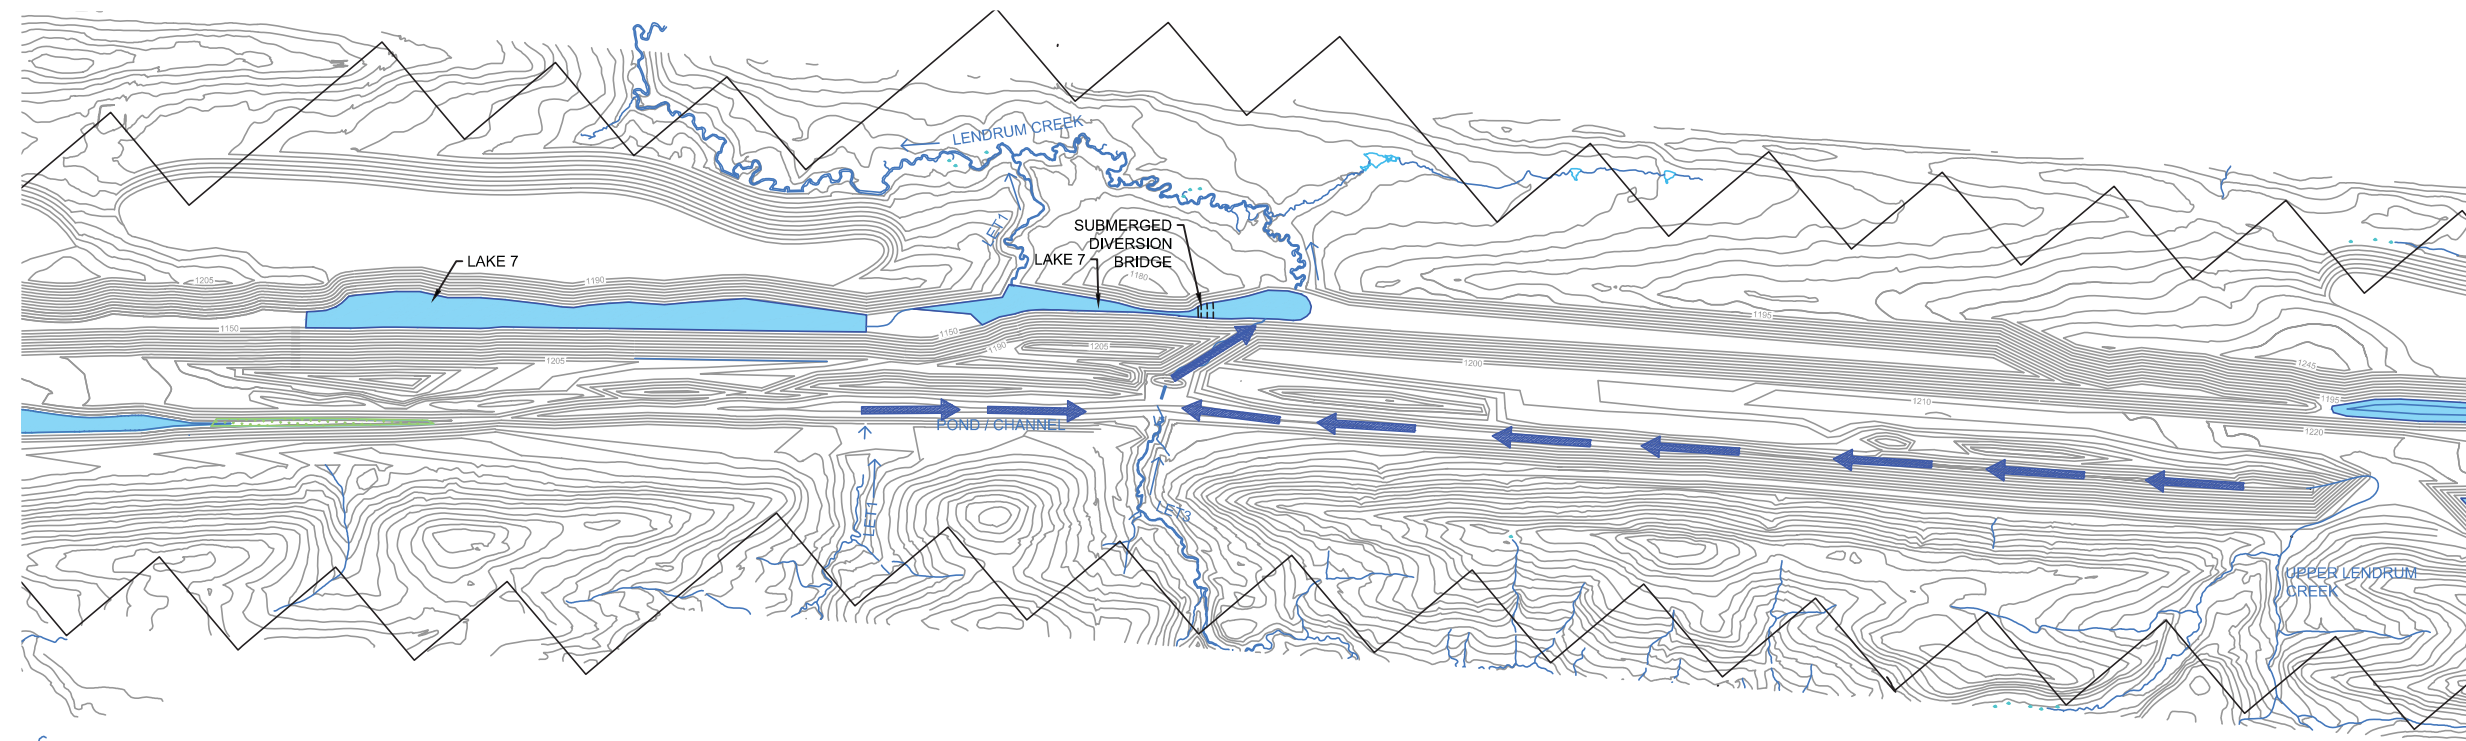 LENDRUM CREEK
LET1
SUBMERGED
DIVERSION
BRIDGE
LAKE 7
LAKE 7
1180
1205
1190
1195
1150
1150
1190
1205
1205
1200
1245
1195
1210
1220
POND / CHANNEL
LET1
LET3
UPPER LENDRUM
CREEK